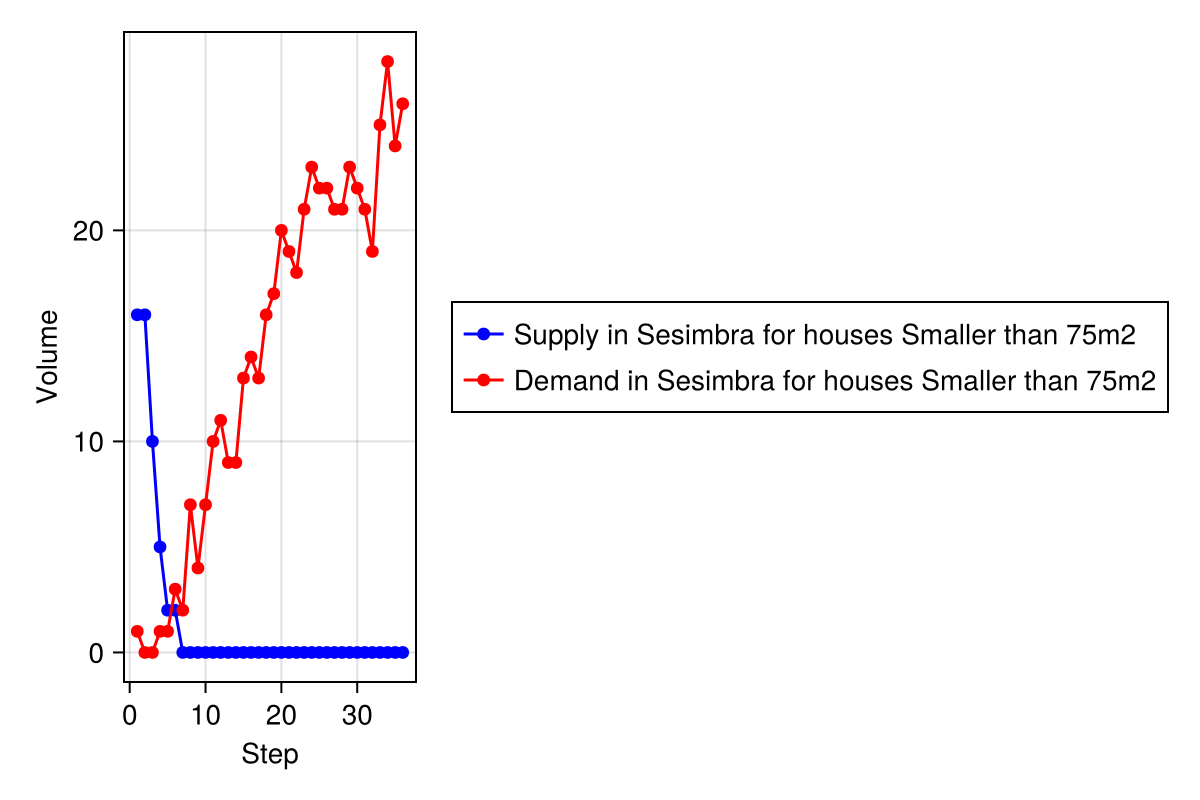 Volume
20
10
0
0 10 20 30
Step
Supply in Sesimbra for houses Smaller than 75m2
Demand in Sesimbra for houses Smaller than 75m2